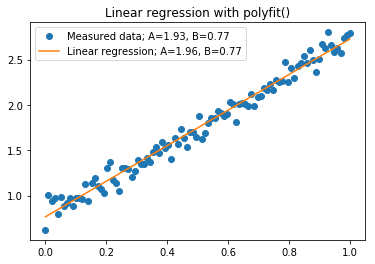 Linear regression with polyfit()
Measured data; A=1.93, B=0.77
Linear regression; A=1.96, B=0.77
2.5
2.0
1.5
1.0
0.0 0.2 0.4 0.6 0.8 1.0